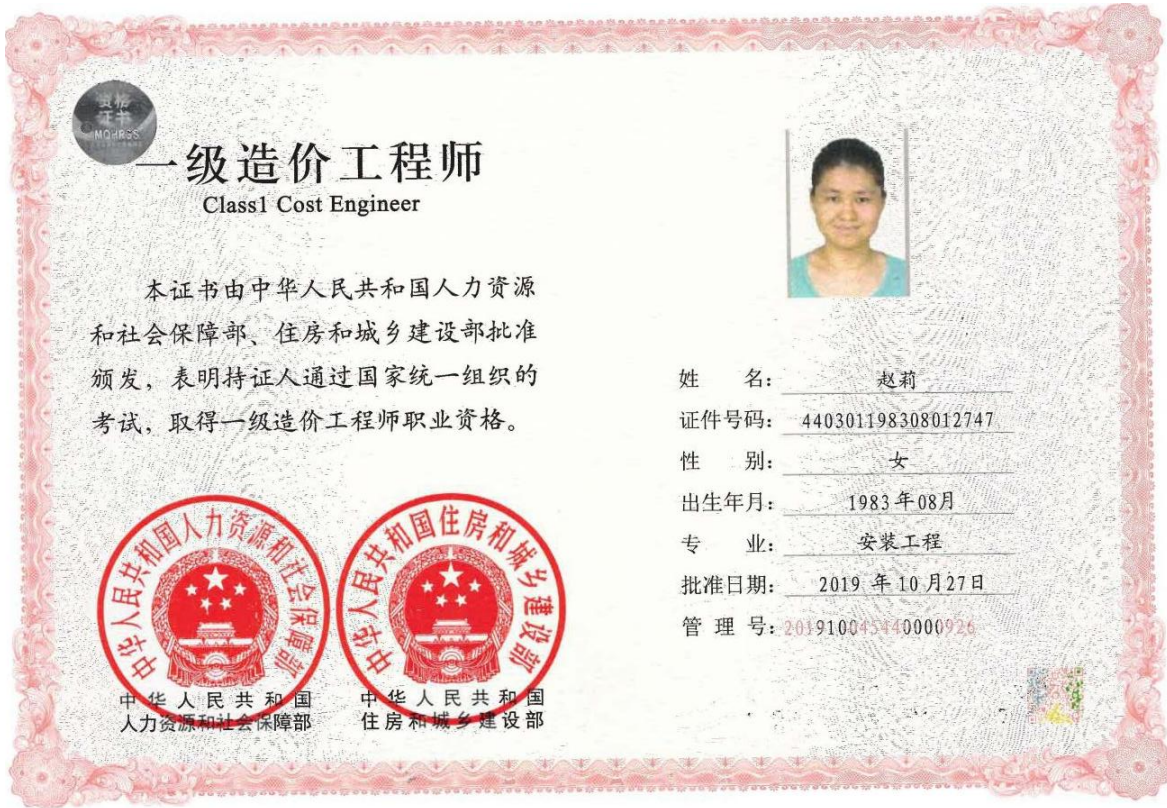 资格
证书
MOHRSS
一级造价工程师
Class1 Cost Engineer
本证书由中华人民共和国人力资源
和社会保障部、住房和城乡建设部批准
颁发，表明持证人通过国家统一组织的
考试，取得一级造价工程师职业资格。
中华人民共和国人力资源和社会保障部
中华人民共和国住房和城乡建设部
中华人民共和国
人力资源和社会保障部
中华人民共和国
住房和城乡建设部
姓 名： 赵莉
证件号码： 440301198308012747
性 别： 女
出生年月： 1983年08月
专 业： 安装工程
批准日期： 2019 年 10 月27日
管 理 号： 201910045440000926